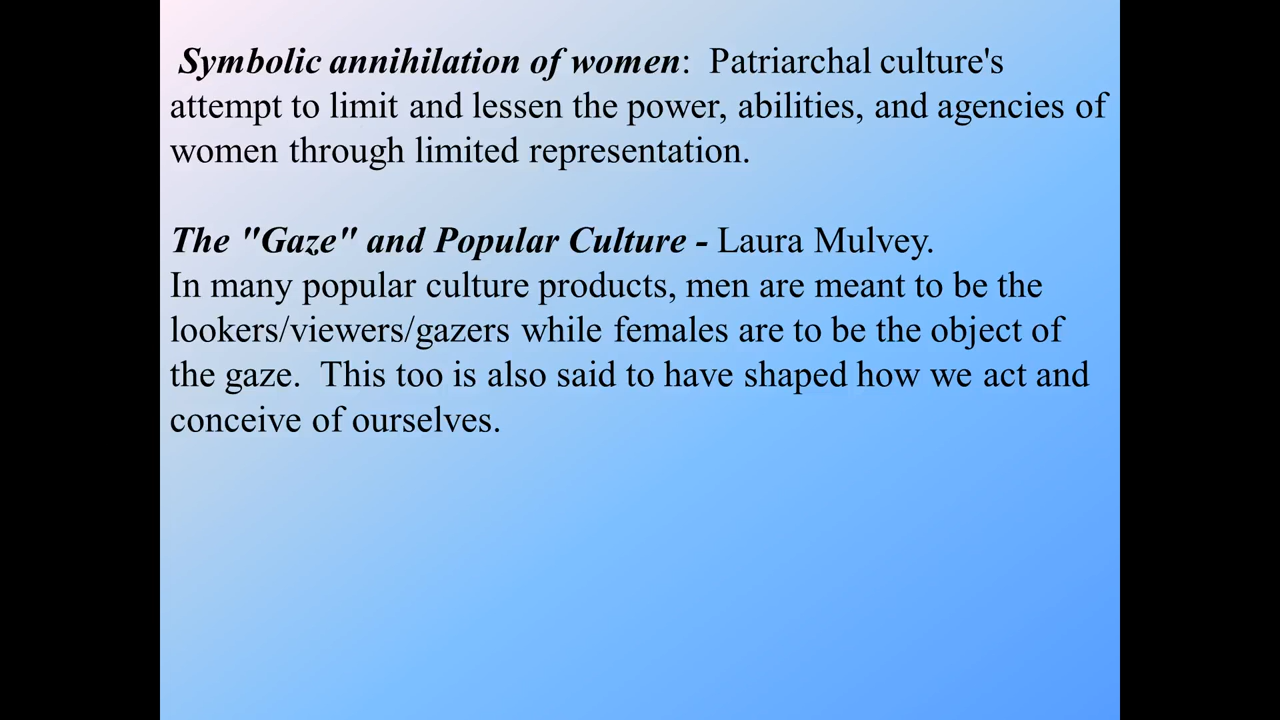 Symbolic annihilation of women:  Patriarchal culture's
attempt to limit and lessen the power, abilities, and agencies of
women through limited representation.
The "Gaze" and Popular Culture - Laura Mulvey.
In many popular culture products, men are meant to be the
lookers/viewers/gazers while females are to be the object of
the gaze.  This too is also said to have shaped how we act and
conceive of ourselves.